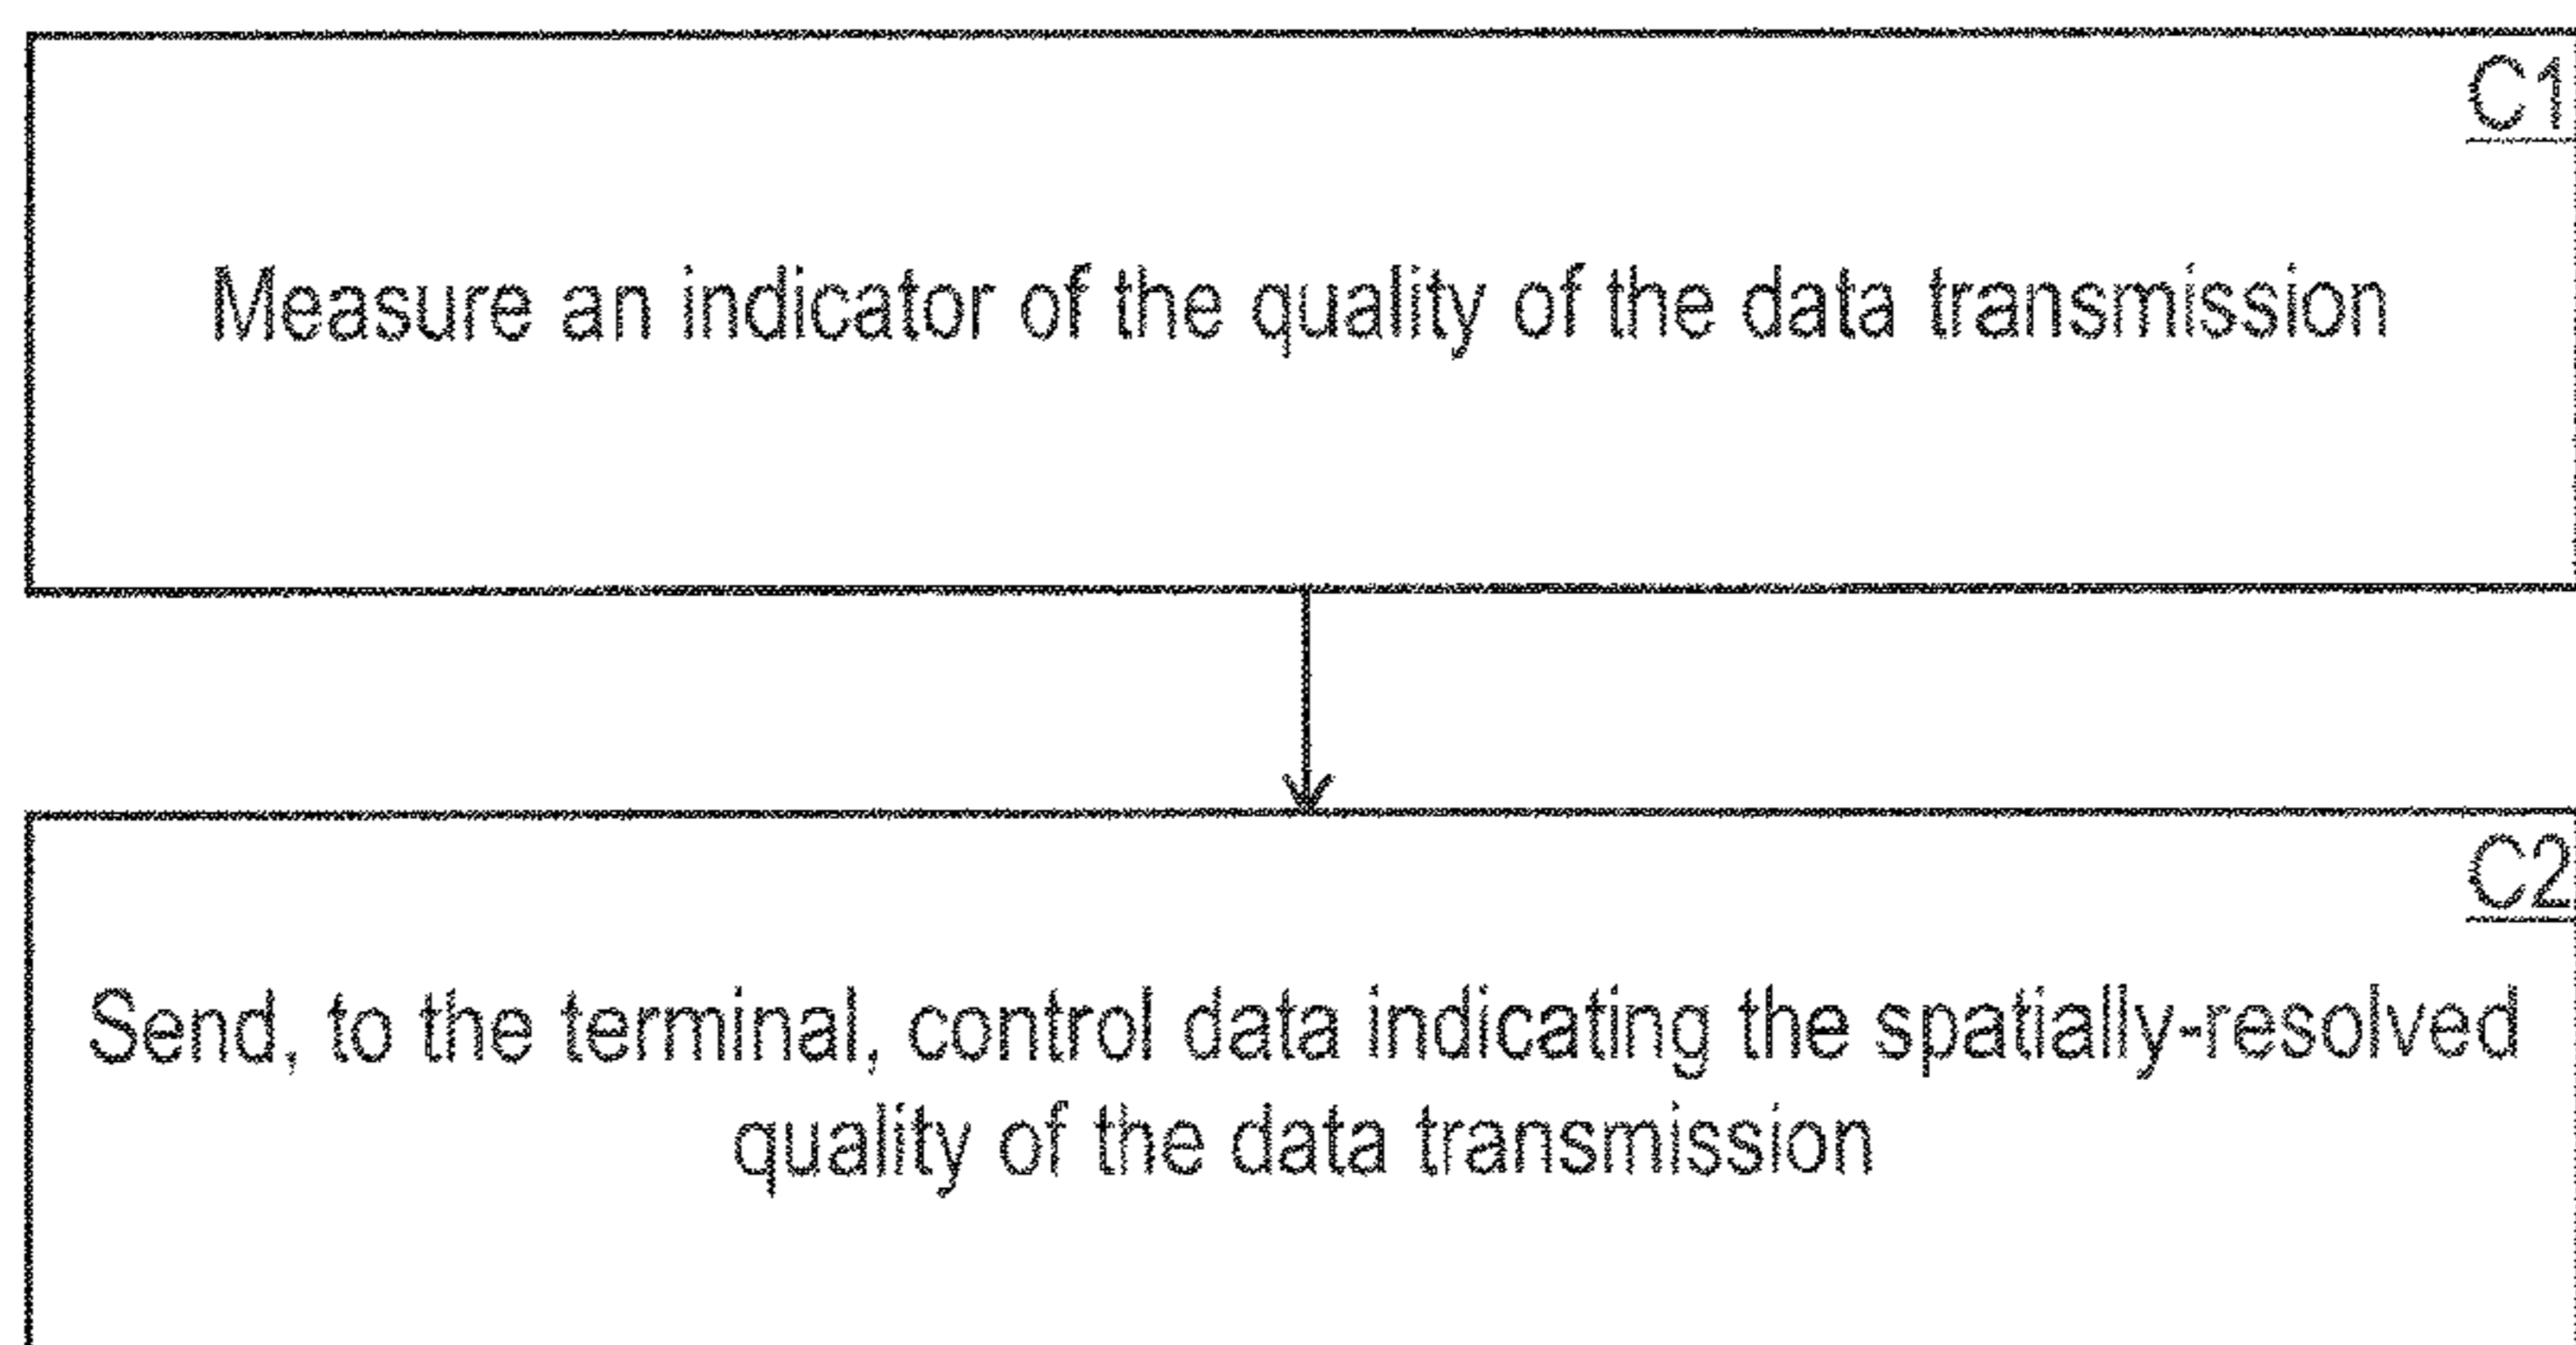 C1
Measure an indicator of the quality of the data transmission
C2
Send, to the terminal, control data indicating the spatially-resolved
quality of the data transmission